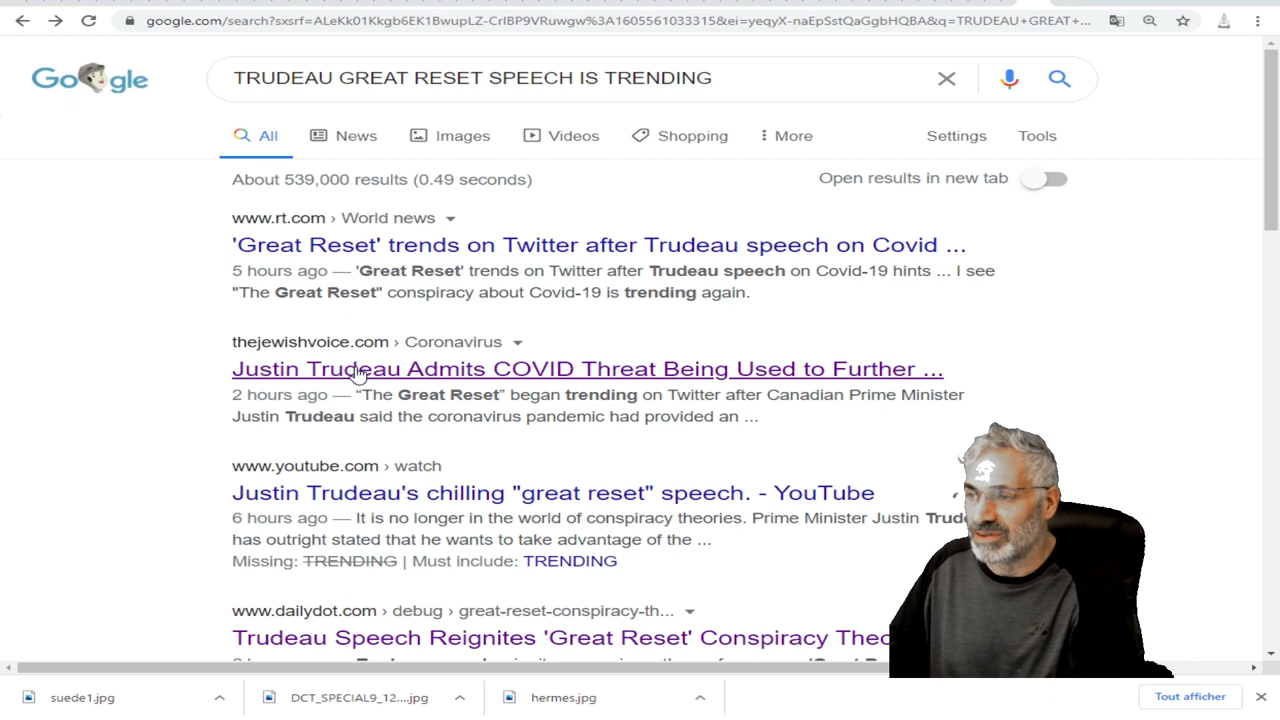 google.com/search?sxsrf=ALeKk01Kkgb6EK1BwupLZ-CrIBP9VRuwgw%3A1605561033315&ei=yeqyX-naEpSstQaGgbHQBA&q=TRUDEAU+GREAT+...
Google
TRUDEAU GREAT RESET SPEECH IS TRENDING
All News Images Videos Shopping More Settings Tools
About 539,000 results (0.49 seconds) Open results in new tab
www.rt.com › World news
'Great Reset' trends on Twitter after Trudeau speech on Covid ...
5 hours ago — 'Great Reset' trends on Twitter after Trudeau speech on Covid-19 hints ... I see
"The Great Reset" conspiracy about Covid-19 is trending again.
thejewishvoice.com › Coronavirus
Justin Trudeau Admits COVID Threat Being Used to Further ...
2 hours ago — “The Great Reset” began trending on Twitter after Canadian Prime Minister
Justin Trudeau said the coronavirus pandemic had provided an ...
www.youtube.com › watch
Justin Trudeau's chilling "great reset" speech. - YouTube
6 hours ago — It is no longer in the world of conspiracy theories. Prime Minister Justin Trud
has outright stated that he wants to take advantage of the ...
Missing: TRENDING | Must include: TRENDING
www.dailydot.com › debug › great-reset-conspiracy-th...
Trudeau Speech Reignites 'Great Reset' Conspiracy Theo
suede1.jpg DCT_SPECIAL9_12....jpg hermes.jpg Tout afficher